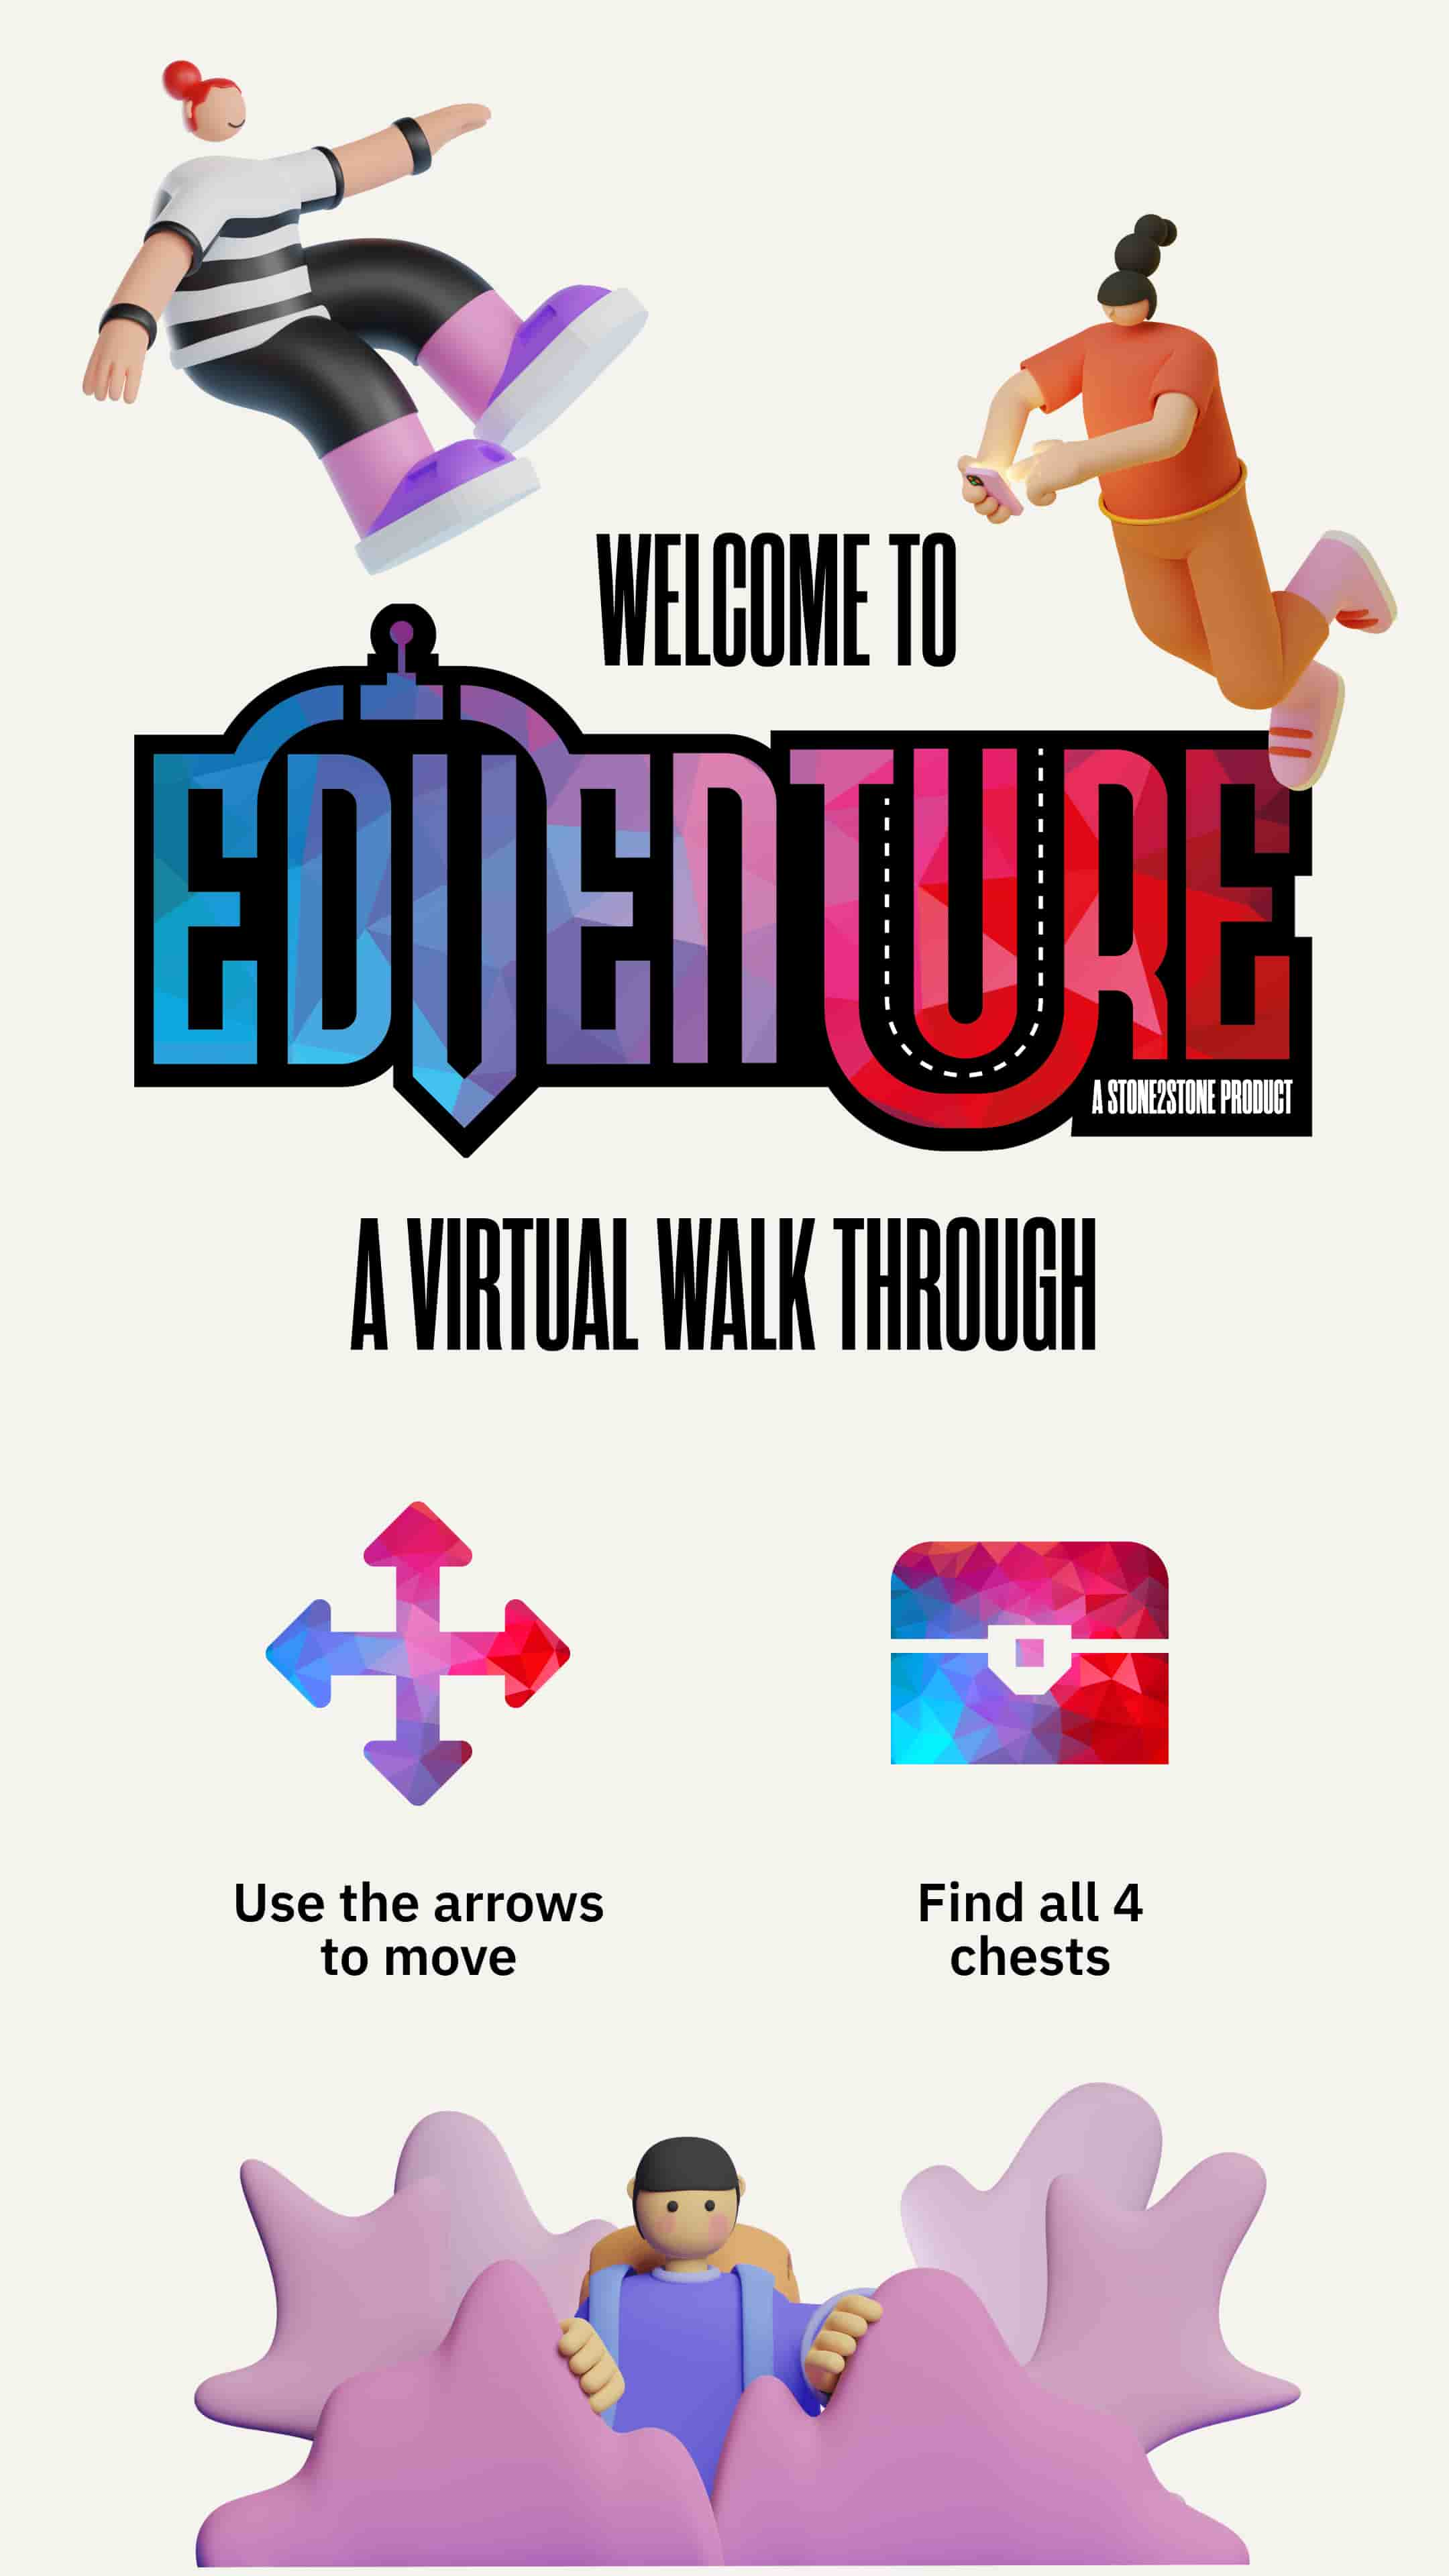 WELCOME TO
EDVENTURE
A STONE2STONE PRODUCT
A VIRTUAL WALK THROUGH
Use the arrows
to move
Find all 4
chests